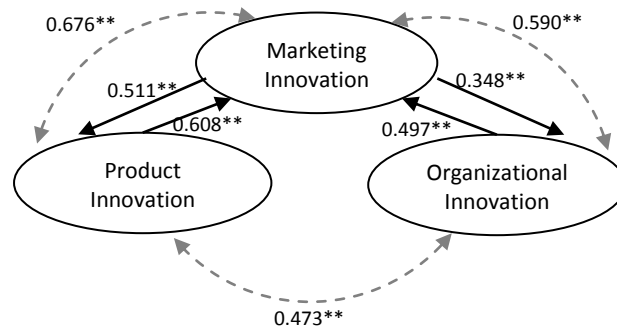 0.676**
0.590**
Marketing
Innovation
0.511**
0.348**
0.608**
0.497**
Product
Innovation
Organizational
Innovation
0.473**